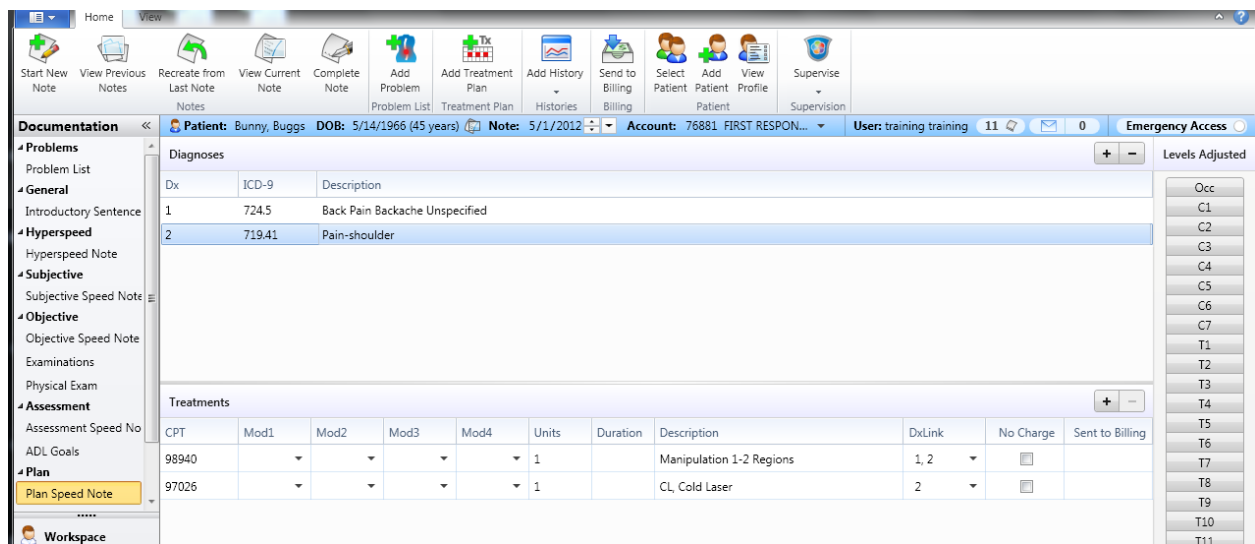 Home View
Start New Note
View Previous Notes
Recreate from Last Note
View Current Note
Complete Note
Add Problem
Tx
Add Treatment Plan
Add History
Send to Billing
Select Patient
Add Patient
View Profile
Supervise
Notes Problem List Treatment Plan Histories Billing Patient Supervision
Documentation «
Patient: Bunny, Buggs DOB: 5/14/1966 (45 years) Note: 5/1/2012 Account: 76881 FIRST RESPON... User: training training 11 0 Emergency Access
Problems
Problem List
General
Introductory Sentence
Hyperspeed
Hyperspeed Note
Subjective
Subjective Speed Note
Objective
Objective Speed Note
Examinations
Physical Exam
Assessment
Assessment Speed No
ADL Goals
Plan
Plan Speed Note
Workspace
Diagnoses + −
Dx ICD-9 Description
1 724.5 Back Pain Backache Unspecified
2 719.41 Pain-shoulder
Treatments + −
CPT Mod1 Mod2 Mod3 Mod4 Units Duration Description DxLink No Charge Sent to Billing
98940 1 Manipulation 1-2 Regions 1, 2
97026 1 CL, Cold Laser 2
Levels Adjusted
Occ
C1
C2
C3
C4
C5
C6
C7
T1
T2
T3
T4
T5
T6
T7
T8
T9
T10
T11